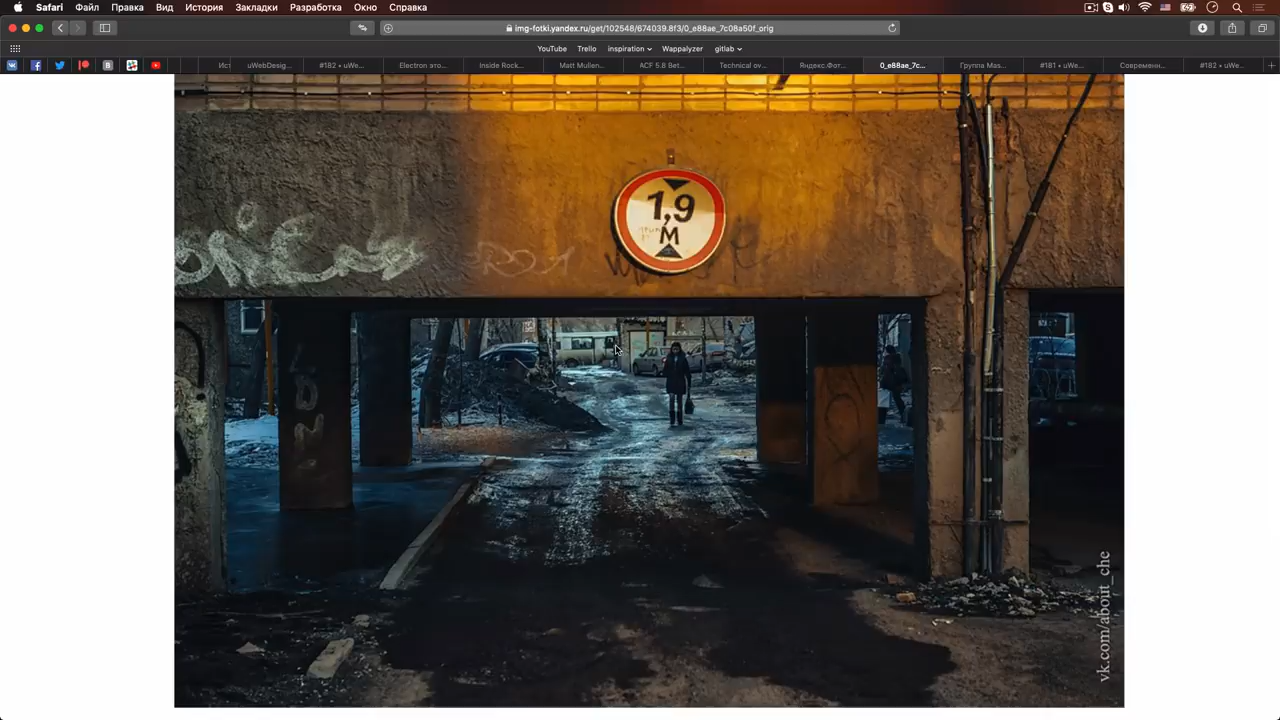 Safari Файл Правка Вид История Закладки Разработка Окно Справка
img-fotki.yandex.ru/get/102548/674039.8f3/0_e88ae_7c08a50f_orig
YouTube Trello inspiration Wappalyzer gitlab
Ист uWebDesig... #182 • uWe... Electron это... Inside Rock... Matt Mullen... ACF 5.8 Bet... Technical ov... Яндекс.Фот... 0_e88ae_7c... Группа Mas... #181 • uWe... Современн... #182 • uWe...
1,9
М
vk.com/about_che